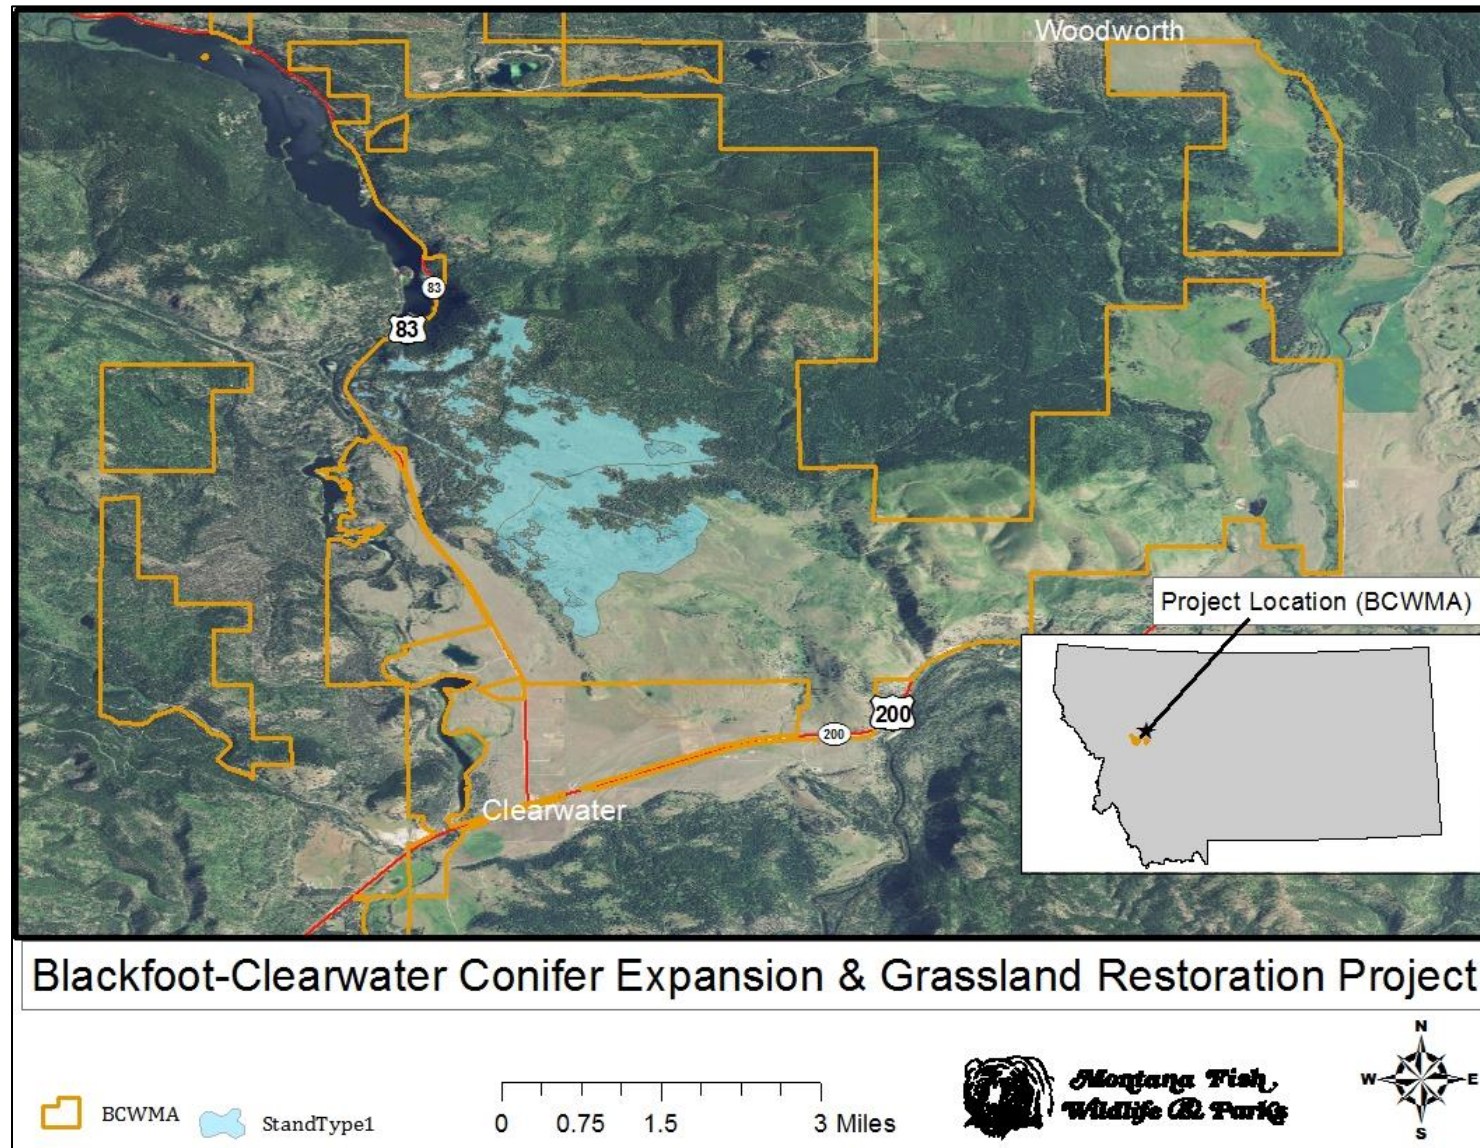 Woodworth
83
83
Project Location (BCWMA)
200
200
Clearwater
Blackfoot-Clearwater Conifer Expansion & Grassland Restoration Project
BCWMA
StandType1
0 0.75 1.5 3 Miles
Montana Fish,
Wildlife & Parks
N
W E
S